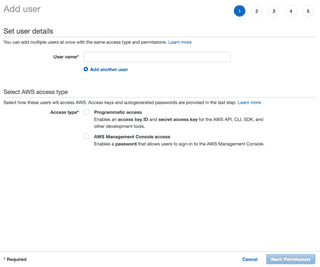 Add user
1 2 3 4 5
Set user details
You can add multiple users at once with the same access type and permissions. Learn more
User name*
Add another user
Select AWS access type
Select how these users will access AWS. Access keys and autogenerated passwords are provided in the last step. Learn more
Access type*
Programmatic access
Enables an access key ID and secret access key for the AWS API, CLI, SDK, and
other development tools.
AWS Management Console access
Enables a password that allows users to sign-in to the AWS Management Console.
* Required
Cancel
Next: Permissions